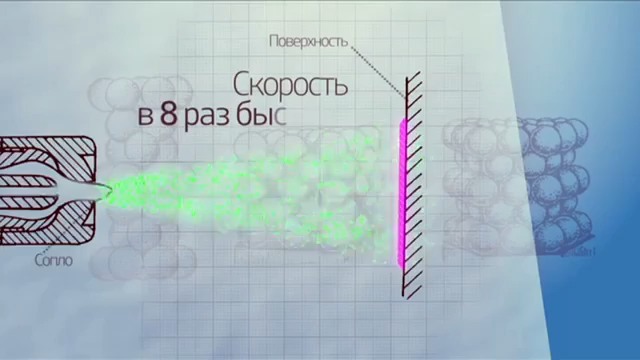 Поверхность
Скорость
в 8 раз быс
Сопло